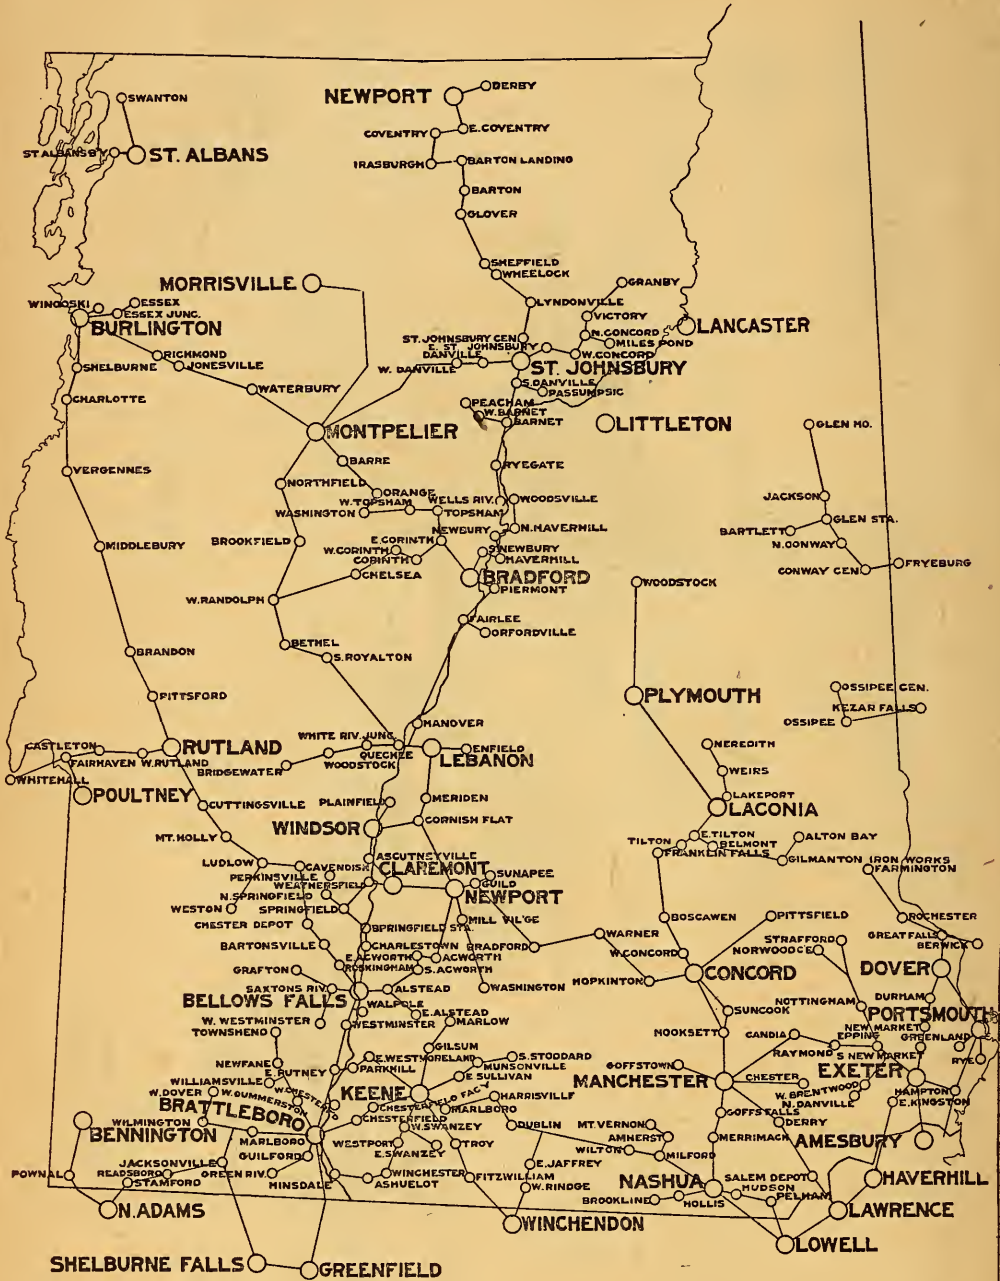 SWANTON
NEWPORT
DERBY
E.COVENTRY
COVENTRY
ST ALBANS B'Y
ST. ALBANS
IRASBURGH
BARTON LANDING
BARTON
GLOVER
SHEFFIELD
WHEELOCK
MORRISVILLE
GRANBY
WINOOSKI
ESSEX
ESSEX JUNC.
LYNDONVILLE
VICTORY
BURLINGTON
LANCASTER
ST. JOHNSBURY CEN
N.CONCORD
MILES POND
E. ST. JOHNSBURY
RICHMOND
DANVILLE
W.CONCORD
SHELBURNE
JONESVILLE
W. DANVILLE
ST. JOHNSBURY
S.DANVILLE
WATERBURY
PASSUMPSIC
CHARLOTTE
PEACHAM
W.BARNET
BARNET
MONTPELIER
LITTLETON
GLEN HO.
BARRE
RYEGATE
VERGENNES
NORTHFIELD
ORANGE
W.TOPSHAM
WELLS RIV.
WOODSVILLE
JACKSON
WASHINGTON
TOPSHAM
GLEN STA.
NEWBURY
N.HAVERHILL
BARTLETT
BROOKFIELD
E.CORINTH
N.CONWAY
MIDDLEBURY
W.CORINTH
S.NEWBURY
CORINTH
HAVERHILL
CONWAY CEN
FRYEBURG
CHELSEA
BRADFORD
WOODSTOCK
PIERMONT
W.RANDOLPH
FAIRLEE
ORFORDVILLE
BETHEL
BRANDON
S.ROYALTON
OSSIPEE CEN.
PITTSFORD
PLYMOUTH
KEZAR FALLS
OSSIPEE
HANOVER
WHITE RIV. JUNC.
CASTLETON
RUTLAND
NEREDITH
ENFIELD
QUECHEE
FAIRHAVEN
W.RUTLAND
WOODSTOCK
LEBANON
BRIDGEWATER
WEIRS
WHITEHALL
POULTNEY
MERIDEN
LAKEPORT
CUTTINGSVILLE
PLAINFIELD
LACONIA
WINDSOR
CORNISH FLAT
MT.HOLLY
E.TILTON
ALTON BAY
TILTON
BELMONT
FRANKLIN FALLS
ASCUTNEYVILLE
LUDLOW
CAVENDISH
GILMANTON IRON WORKS
CLAREMONT
FARMINGTON
PERKINSVILLE
SUNAPEE
WEATHERSFIELD
GUILD
N.SPRINGFIELD
NEWPORT
WESTON
SPRINGFIELD
BOSCAWEN
PITTSFIELD
ROCHESTER
MILL VIL'GE
CHESTER DEPOT
SPRINGFIELD STA.
WARNER
GREAT FALLS
STRAFFORD
BARTONSVILLE
CHARLESTOWN
BRADFORD
BERWICK
W.CONCORD
E.ACWORTH
ACWORTH
GRAFTON
ROCKINGHAM
S.ACWORTH
CONCORD
DOVER
HOPKINTON
SAXTONS RIV.
ALSTEAD
WASHINGTON
BELLOWS FALLS
DURHAM
WALPOLE
NOTTINGHAM
E.ALSTEAD
SUNCOOK
PORTSMOUTH
W. WESTMINSTER
WESTMINSTER
MARLOW
NEW MARKET
TOWNSHEND
HOOKSETT
CANDIA
GREENLAND
EPPING
GILSUM
RAYMOND
S NEW MARKET
E.WESTMORELAND
S.STODDARD
RYE
NEWFANE
E.PUTNEY
PARKHILL
MUNSONVILLE
GOFFSTOWN
WILLIAMSVILLE
E SULLIVAN
MANCHESTER
CHESTER
EXETER
W.DOVER
KEENE
W. BRENTWOOD
HAMPTON
HARRISVILLE
N. DANVILLE
E.KINGSTON
BRATTLEBORO
MARLBORO
GOFFS FALLS
WILMINGTON
CHESTERFIELD
W.SWANZEY
DUBLIN
MT.VERNON
DERRY
BENNINGTON
MARLBORO
WESTPORT
TROY
AMHERST
MERRIMACK
AMESBURY
GUILFORD
E.SWANZEY
WILTON
MILFORD
JACKSONVILLE
E.JAFFREY
READSBORO
GREEN RIV.
WINCHESTER
FITZWILLIAM
SALEM DEPOT
POWNAL
STAMFORD
HINSDALE
ASHUELOT
W.RINDGE
NASHUA
HUDSON
HAVERHILL
BROOKLINE
HOLLIS
PELHAM
N.ADAMS
LAWRENCE
WINCHENDON
LOWELL
SHELBURNE FALLS
GREENFIELD